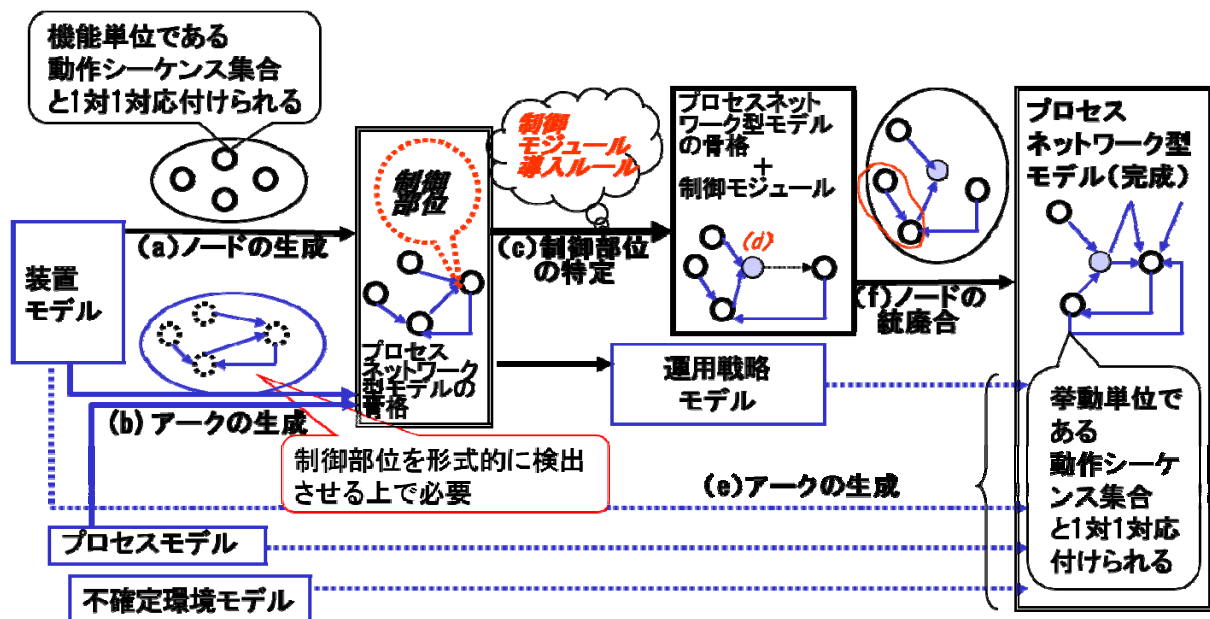 機能単位である
動作シーケンス集合
と1対1対応付けられる
(a)ノードの生成
装置
モデル
(b)アークの生成
制御
部位
プロセス
ネットワーク
型モデルの
骨格
制御部位を形式的に検出
させる上で必要
制御
モジュール
導入ルール
(c)制御部位
の特定
プロセスネット
ワーク型モデル
の骨格
+
制御モジュール
(d)
運用戦略
モデル
(f)ノードの
統廃合
プロセス
ネットワーク型
モデル(完成)
挙動単位で
ある
動作シーケ
ンス集合
と1対1対応
付けられる
(e)アークの生成
プロセスモデル
不確定環境モデル